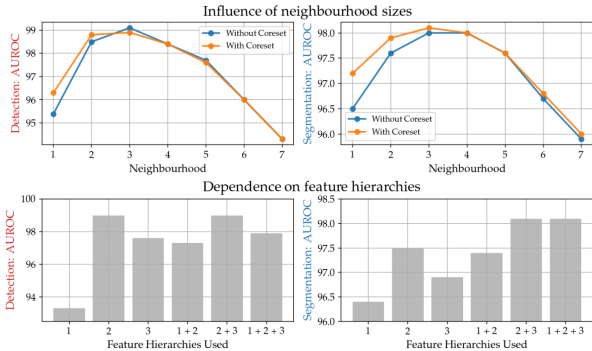 Influence of neighbourhood sizes
Detection: AUROC
99
98
97
96
95
Without Coreset
With Coreset
1 2 3 4 5 6 7
Neighbourhood
Segmentation: AUROC
98.0
97.5
97.0
96.5
96.0
Without Coreset
With Coreset
1 2 3 4 5 6 7
Neighbourhood
Dependence on feature hierarchies
Detection: AUROC
100
98
96
94
1 2 3 1 + 2 2 + 3 1 + 2 + 3
Feature Hierarchies Used
Segmentation: AUROC
98.5
98.0
97.5
97.0
96.5
96.0
1 2 3 1 + 2 2 + 3 1 + 2 + 3
Feature Hierarchies Used